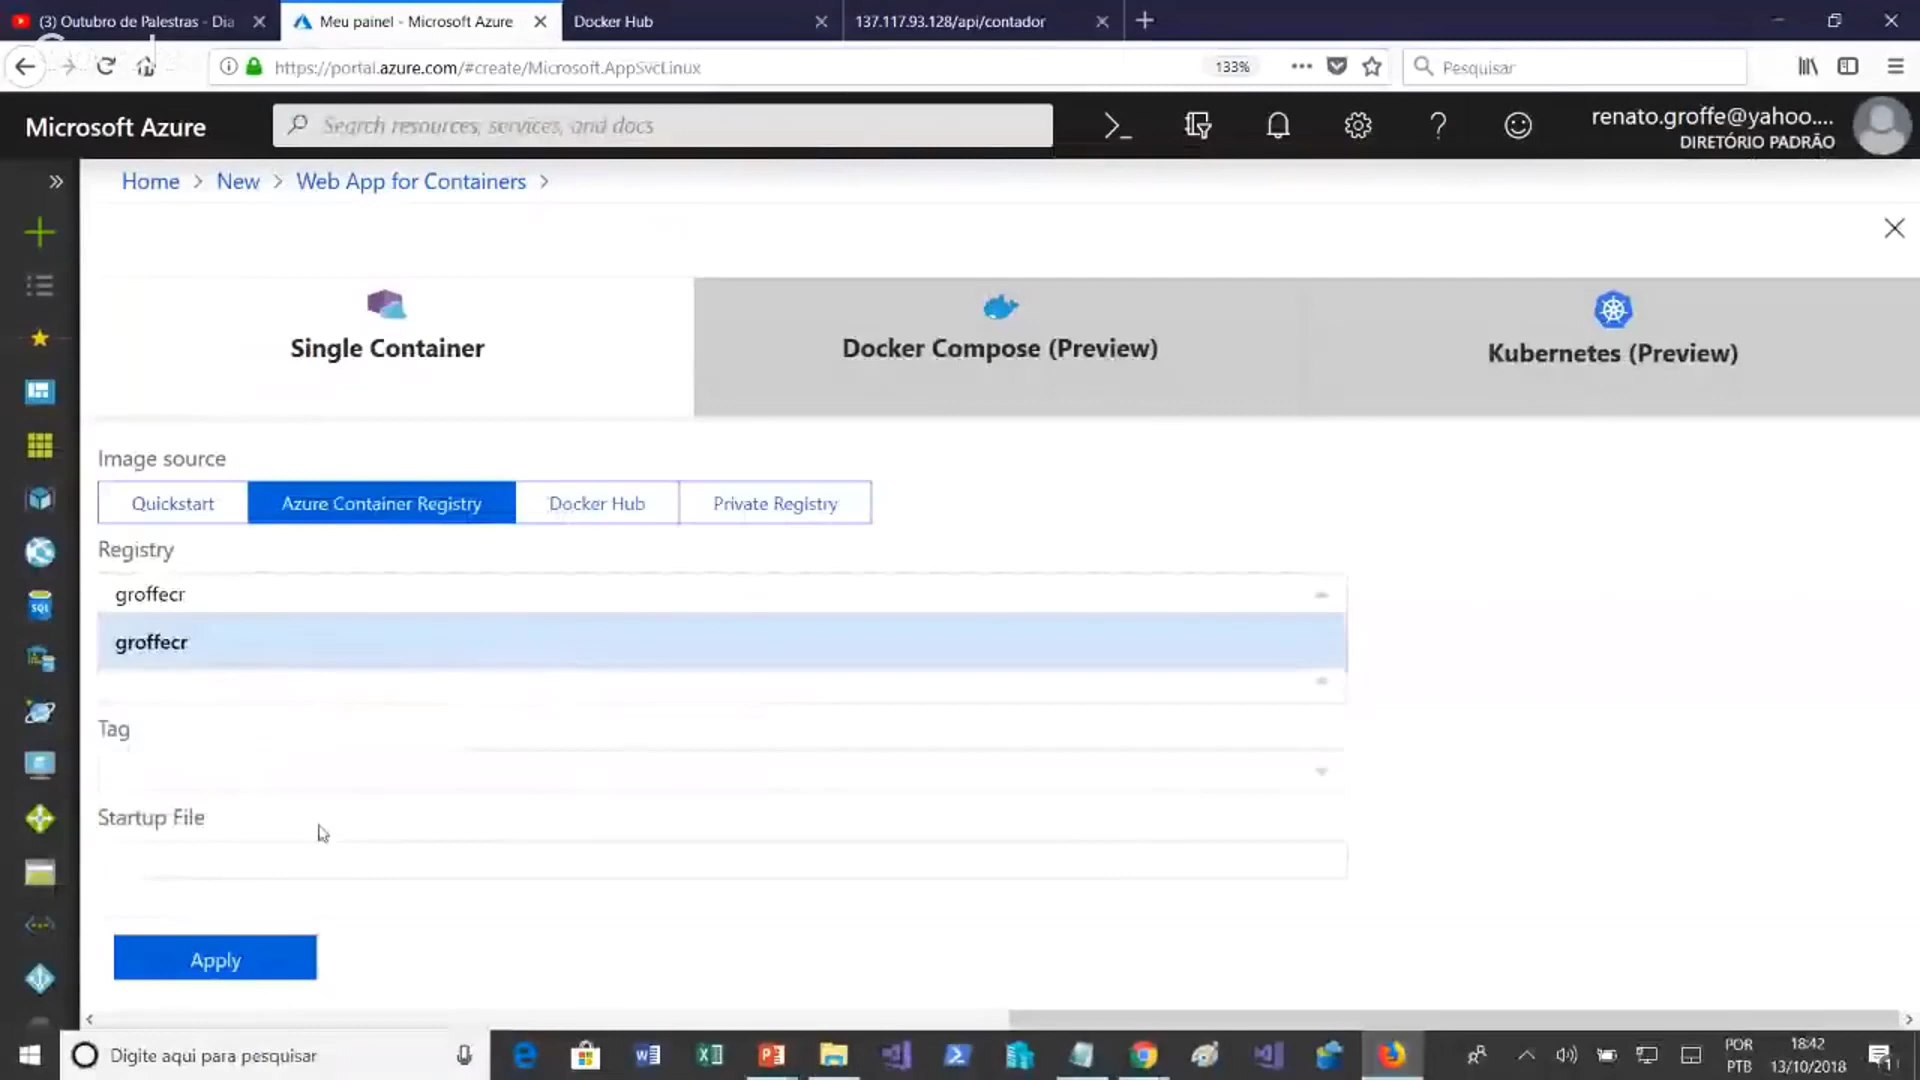 (3) Outubro de Palestras - Dia
Meu painel - Microsoft Azure
Docker Hub
137.117.93.128/api/contador
https://portal.azure.com/#create/Microsoft.AppSvcLinux
133%
Pesquisar
Microsoft Azure
Search resources, services, and docs
renato.groffe@yahoo....
DIRETÓRIO PADRÃO
Home > New > Web App for Containers >
Single Container
Docker Compose (Preview)
Kubernetes (Preview)
Image source
Quickstart
Azure Container Registry
Docker Hub
Private Registry
Registry
groffecr
groffecr
Tag
Startup File
Apply
SQL
Digite aqui para pesquisar
POR
PTB
18:42
13/10/2018
1